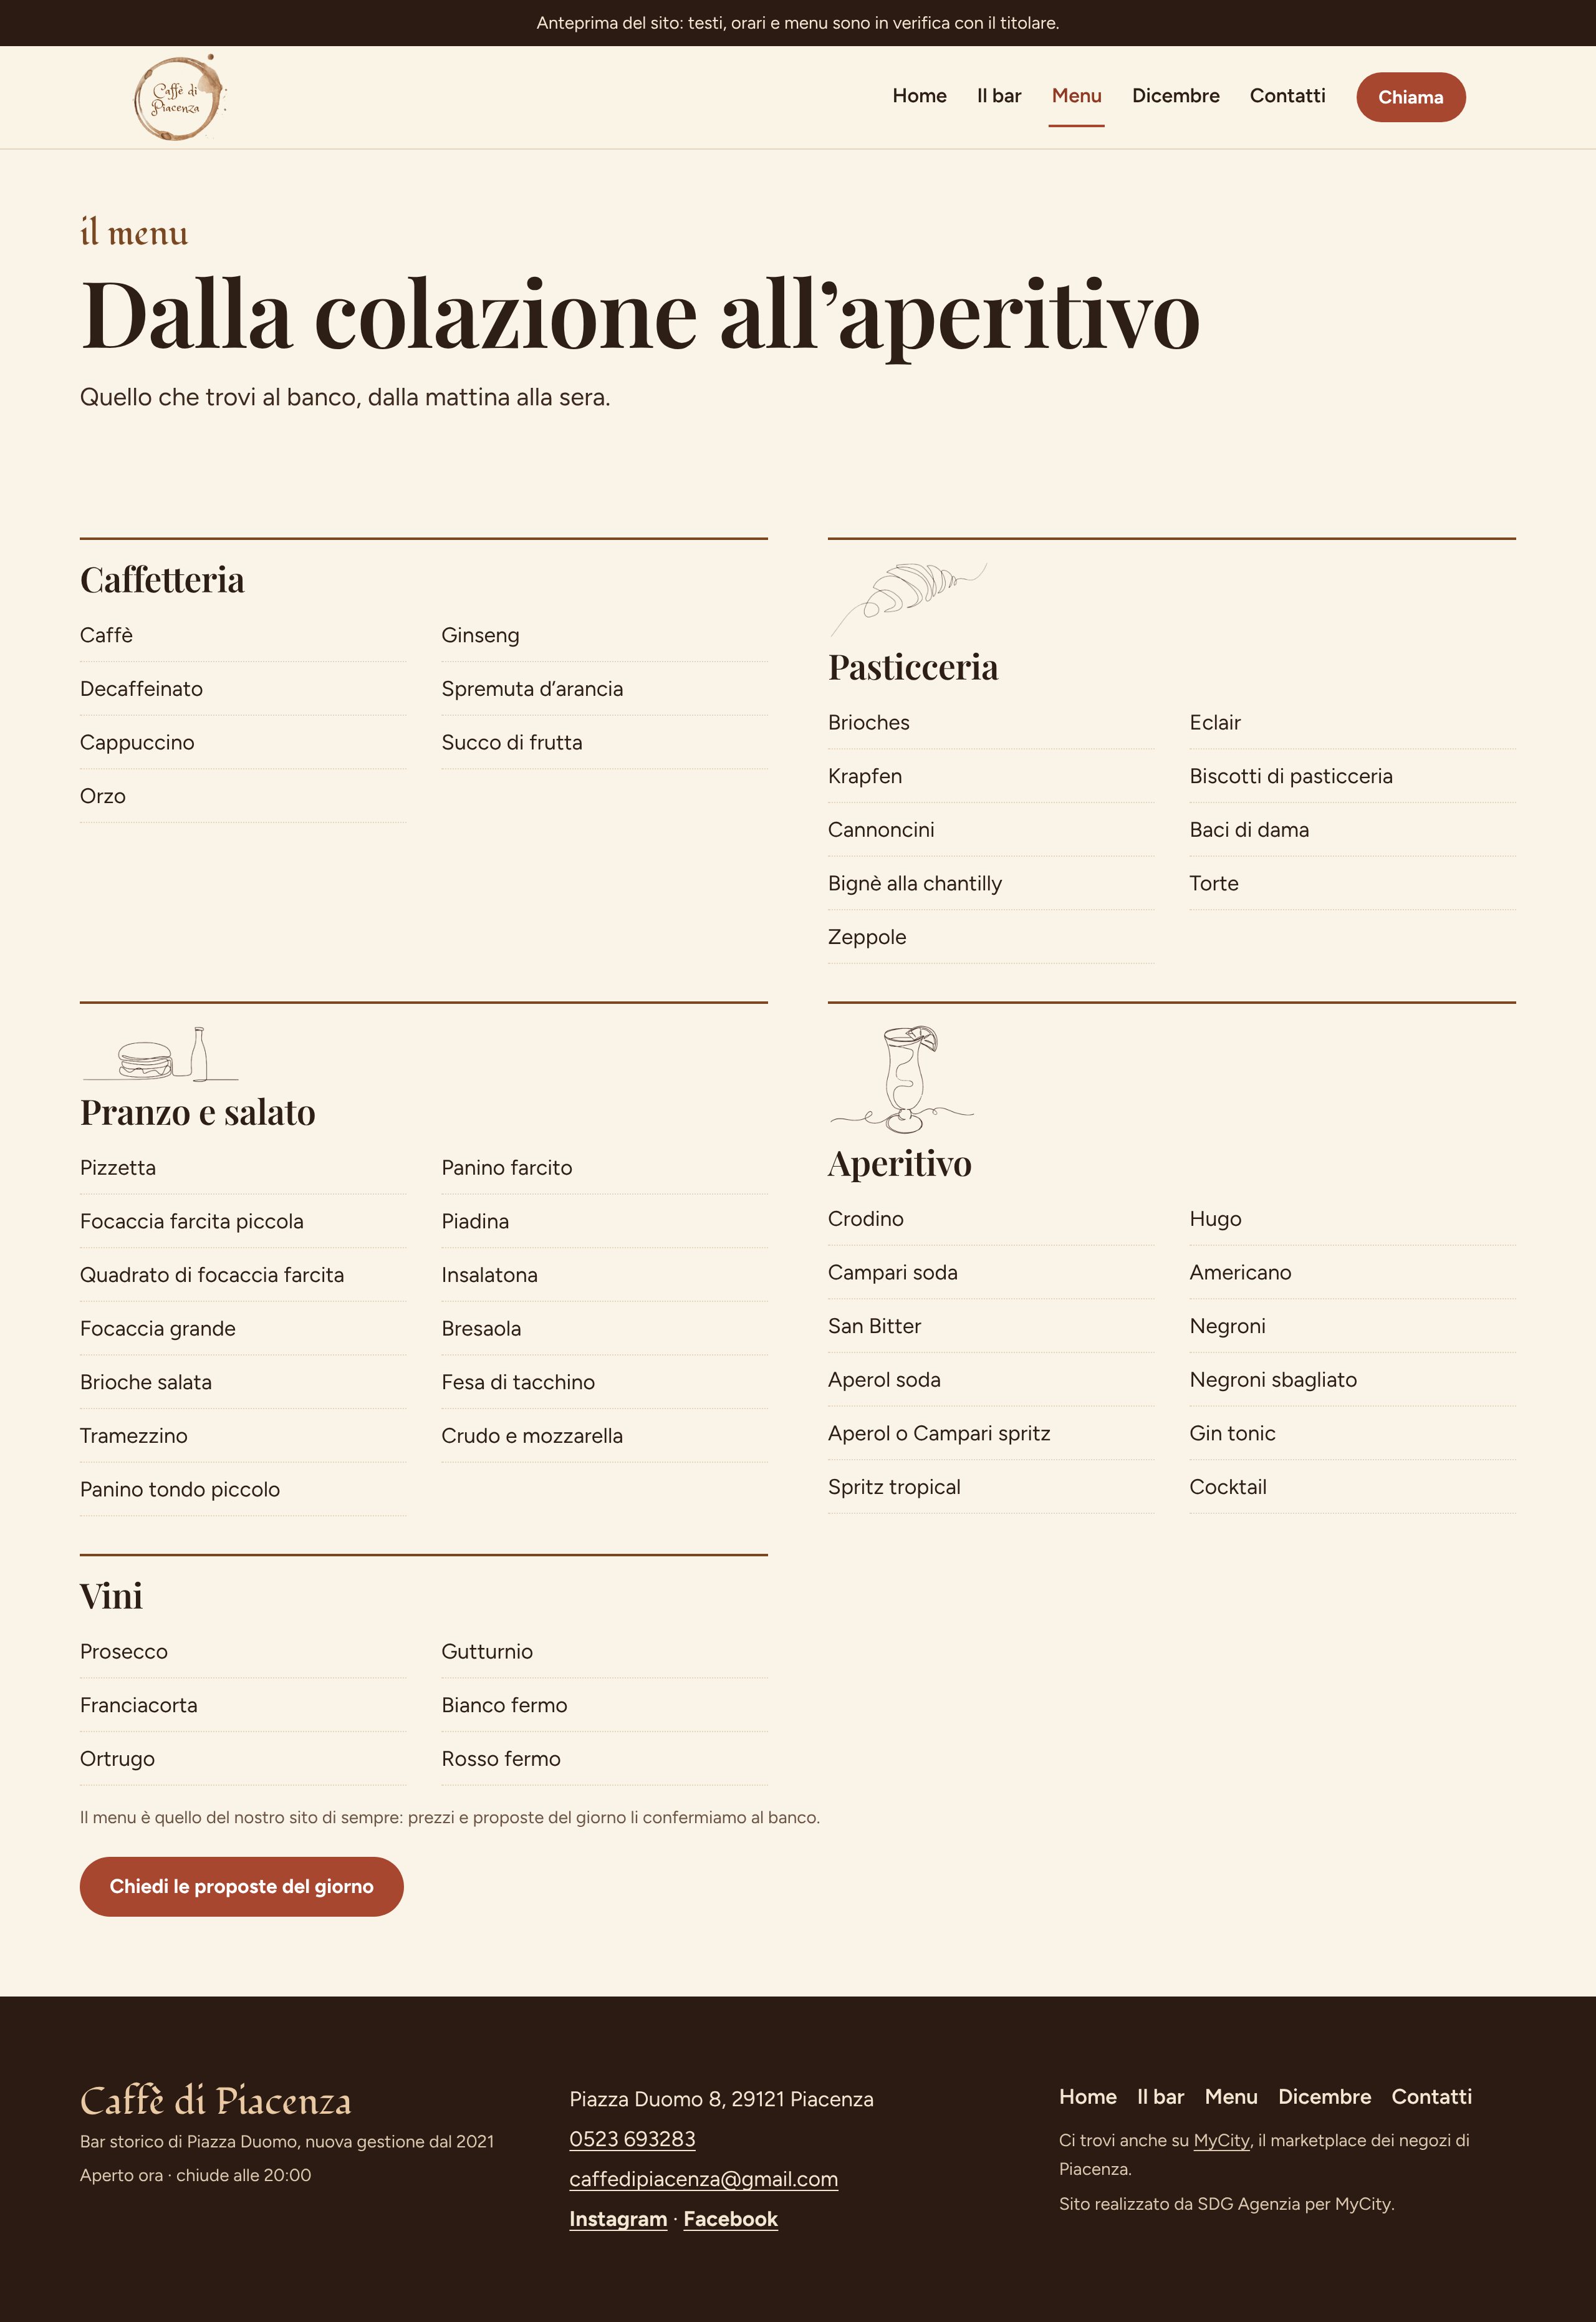 Anteprima del sito: testi, orari e menu sono in verifica con il titolare.
Caffè di
Piacenza
Home Il bar Menu Dicembre Contatti Chiama
il menu
Dalla colazione all’aperitivo
Quello che trovi al banco, dalla mattina alla sera.
Caffetteria
Caffè
Decaffeinato
Cappuccino
Orzo
Ginseng
Spremuta d’arancia
Succo di frutta
Pasticceria
Brioches
Krapfen
Cannoncini
Bignè alla chantilly
Zeppole
Eclair
Biscotti di pasticceria
Baci di dama
Torte
Pranzo e salato
Pizzetta
Focaccia farcita piccola
Quadrato di focaccia farcita
Focaccia grande
Brioche salata
Tramezzino
Panino tondo piccolo
Panino farcito
Piadina
Insalatona
Bresaola
Fesa di tacchino
Crudo e mozzarella
Aperitivo
Crodino
Campari soda
San Bitter
Aperol soda
Aperol o Campari spritz
Spritz tropical
Hugo
Americano
Negroni
Negroni sbagliato
Gin tonic
Cocktail
Vini
Prosecco
Franciacorta
Ortrugo
Gutturnio
Bianco fermo
Rosso fermo
Il menu è quello del nostro sito di sempre: prezzi e proposte del giorno li confermiamo al banco.
Chiedi le proposte del giorno
Caffè di Piacenza
Bar storico di Piazza Duomo, nuova gestione dal 2021
Aperto ora · chiude alle 20:00
Piazza Duomo 8, 29121 Piacenza
0523 693283
caffedipiacenza@gmail.com
Instagram · Facebook
Home Il bar Menu Dicembre Contatti
Ci trovi anche su MyCity, il marketplace dei negozi di
Piacenza.
Sito realizzato da SDG Agenzia per MyCity.